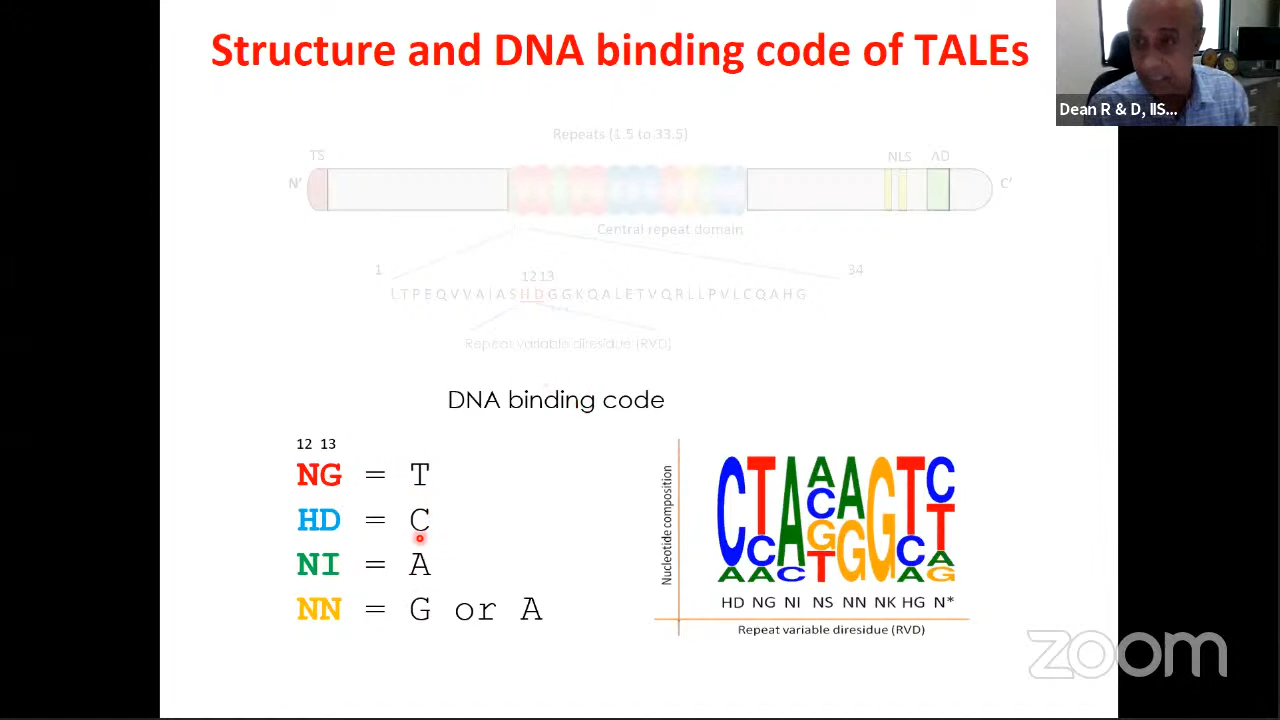 Structure and DNA binding code of TALEs
Dean R & D, IIS...
Repeats (1.5 to 33.5)
TS
NLS AD
N’
C’
Central repeat domain
1
12 13
34
LTPEQVVAIASHDGGKQALETVQRLLPVLCQAHG
Repeat variable diresidue (RVD)
DNA binding code
12 13
NG = T
HD = C
NI = A
NN = G or A
Nucleotide composition
C T A A A G T C
C
G
T
A A C C G C T
A
G
HD NG NI NS NN NK HG N*
Repeat variable diresidue (RVD)
zoom